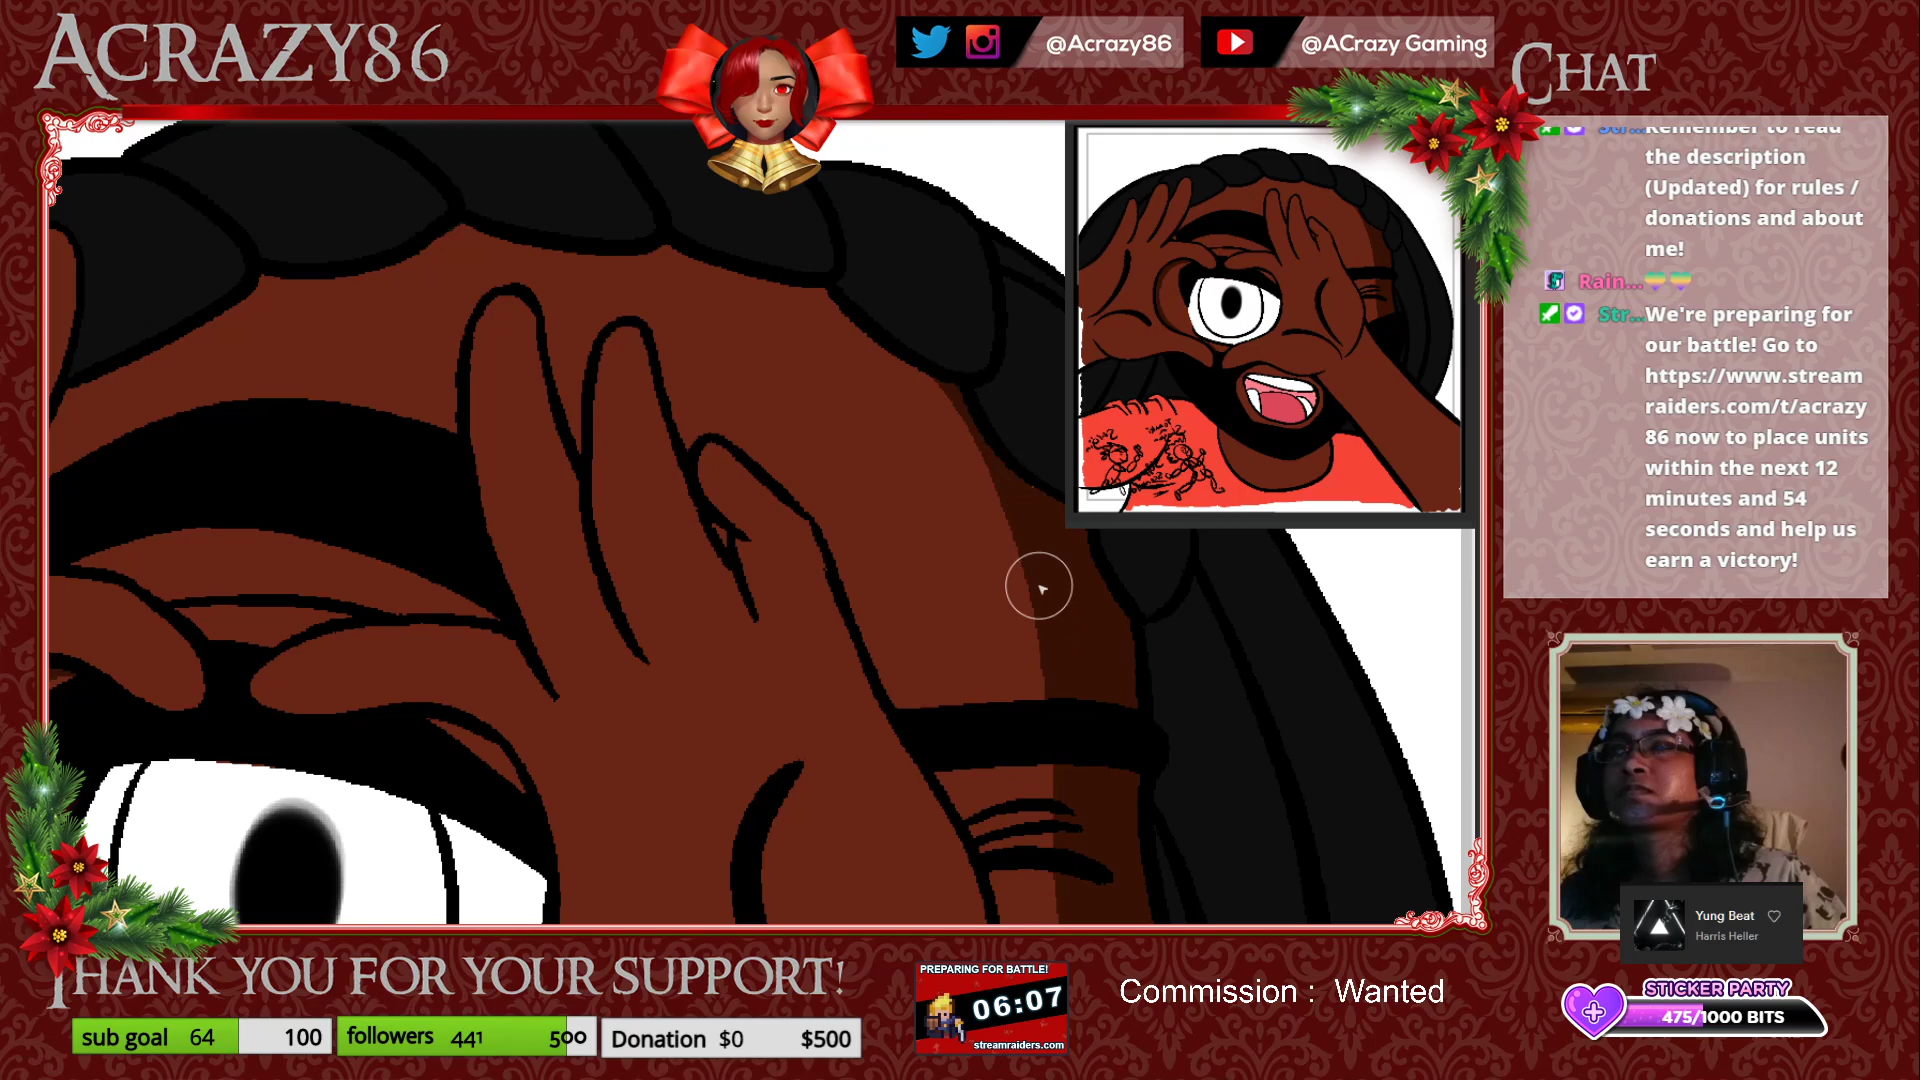 ACRAZY86
@Acrazy86
@ACrazy Gaming
CHAT
Str... Remember to read
the description
(Updated) for rules /
donations and about
me!
Rain...
Str... We're preparing for
our battle! Go to
https://www.stream
raiders.com/t/acrazy
86 now to place units
within the next 12
minutes and 54
seconds and help us
earn a victory!
Yung Beat
Harris Heller
THANK YOU FOR YOUR SUPPORT!
PREPARING FOR BATTLE!
06:07
streamraiders.com
Commission : Wanted
STICKER PARTY
475/1000 BITS
sub goal 64 100
followers 441 500
Donation $0 $500